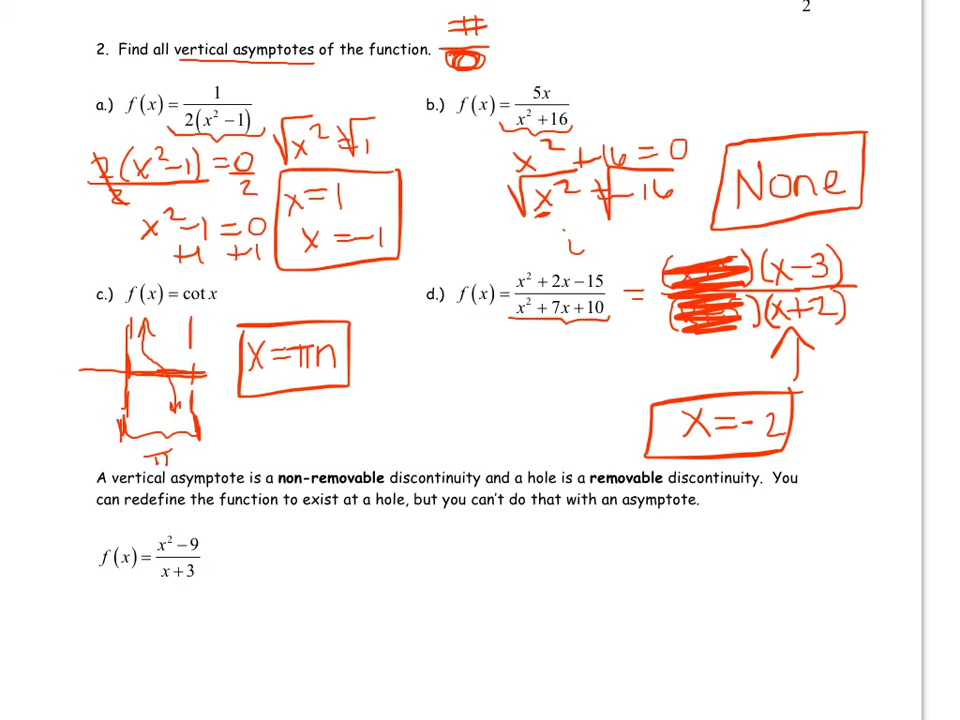 2
2. Find all vertical asymptotes of the function. #/0
a.) f(x) = 1 / 2(x² − 1)
b.) f(x) = 5x / x² + 16
2(x²−1) = 0
2 2
√x² = √1
x² − 1 = 0
+1 +1
x = 1
x = −1
x² + 16 = 0
√x² = √−16
i
None
c.) f(x) = cot x
d.) f(x) = x² + 2x − 15 / x² + 7x + 10 = ( )(x−3) / ( )(x+2)
π
x = πn
x = −2
A vertical asymptote is a non-removable discontinuity and a hole is a removable discontinuity. You
can redefine the function to exist at a hole, but you can't do that with an asymptote.
f(x) = x² − 9 / x + 3